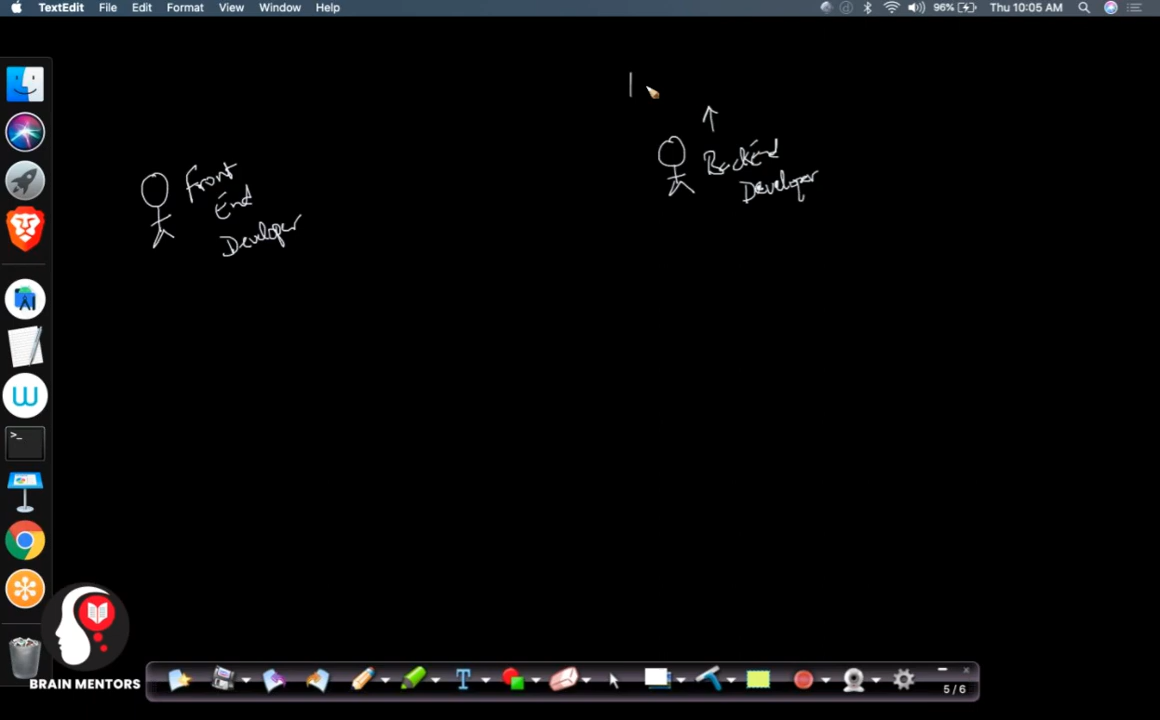 TextEdit File Edit Format View Window Help 96% Thu 10:05 AM
Front
End
Developer
BackEnd
Developer
BRAIN MENTORS
5 / 6